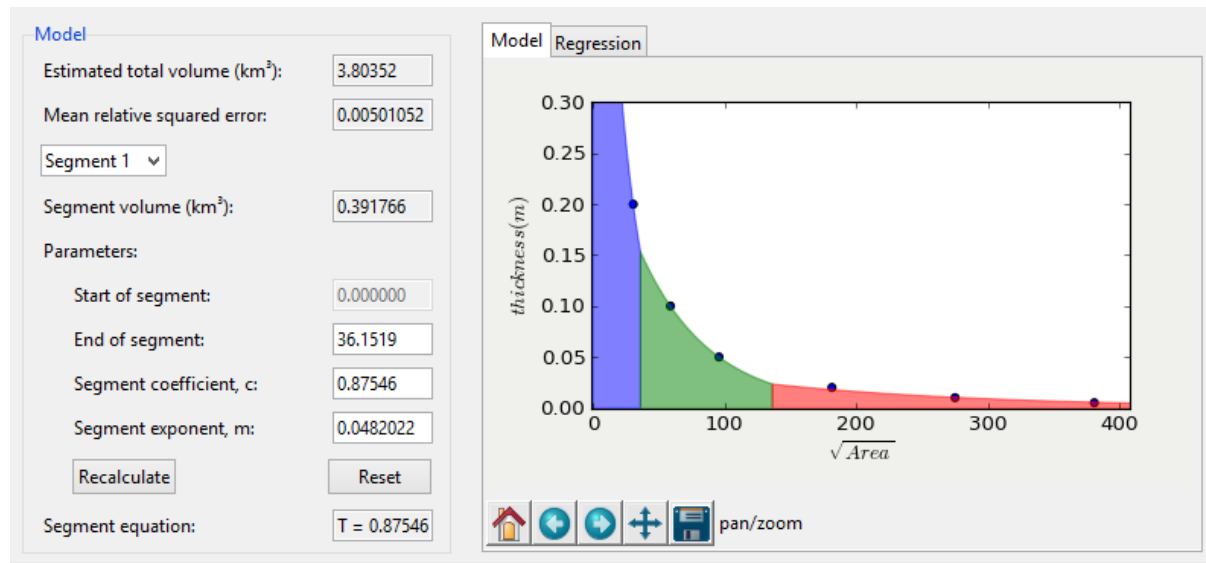 Model
Estimated total volume (km³): 3.80352
Mean relative squared error: 0.00501052
Segment 1
Segment volume (km³): 0.391766
Parameters:
Start of segment: 0.000000
End of segment: 36.1519
Segment coefficient, c: 0.87546
Segment exponent, m: 0.0482022
Recalculate Reset
Segment equation: T = 0.87546
Model Regression
0.30
0.25
0.20
0.15
0.10
0.05
0.00
thickness(m)
0 100 200 300 400
√Area
pan/zoom